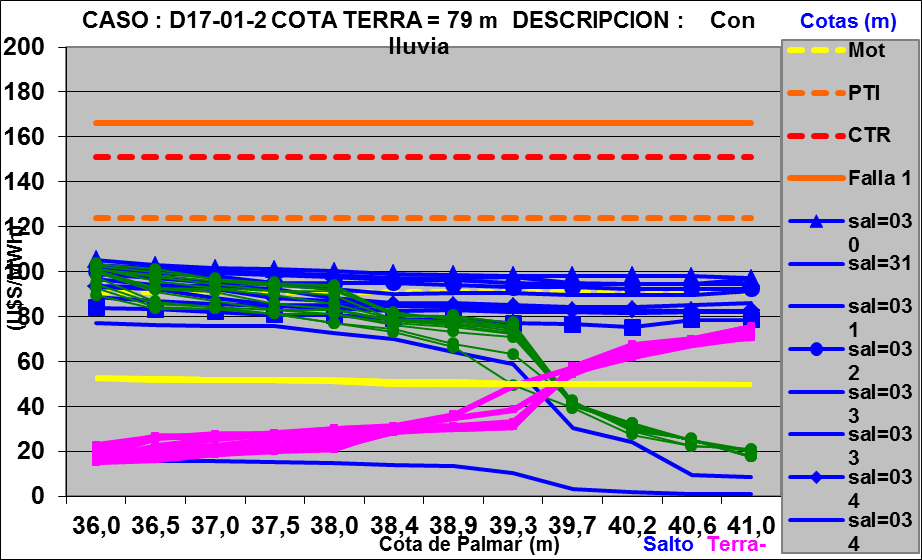 CASO : D17-01-2 COTA TERRA = 79 m DESCRIPCION : Con
lluvia
Cotas (m)
200
180
160
140
120
100
80
60
40
20
0
(U$S/MWh)
36,0 36,5 37,0 37,5 38,0 38,4 38,9 39,3 39,7 40,2 40,6 41,0
Cota de Palmar (m)
Salto Terra-
Mot
PTI
CTR
Falla 1
sal=03
0
sal=31
sal=03
1
sal=03
2
sal=03
3
sal=03
3
sal=03
4
sal=03
4